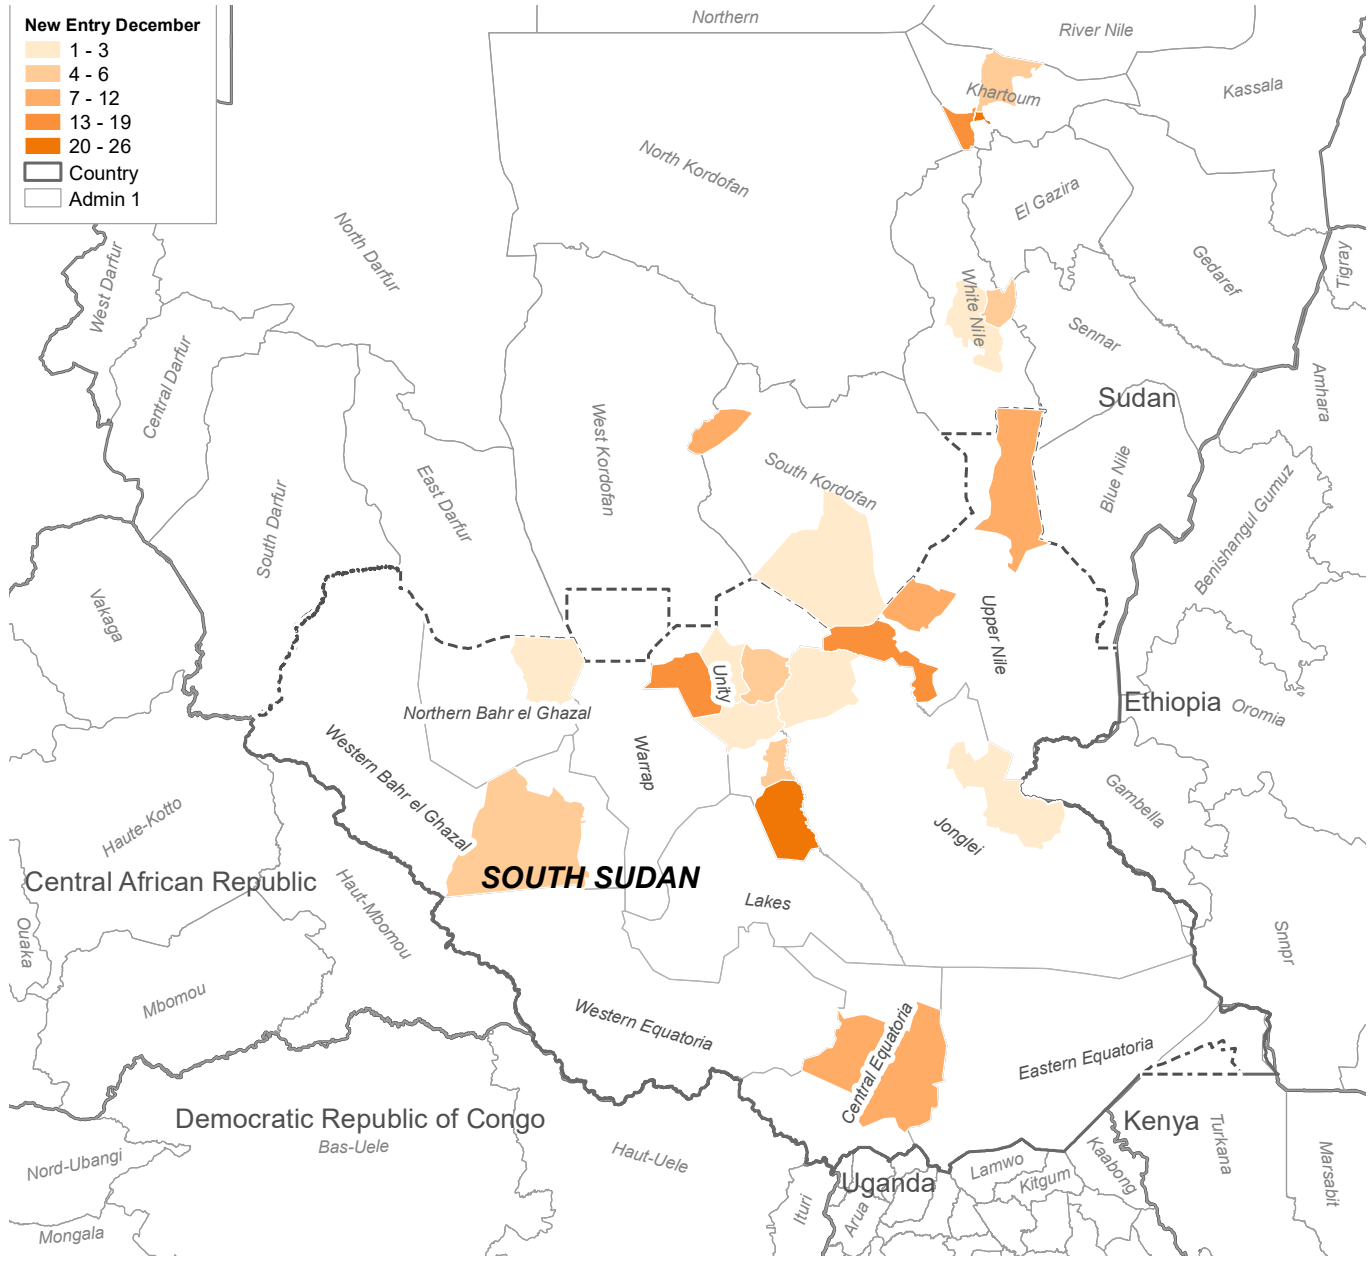 New Entry December
1 - 3
4 - 6
7 - 12
13 - 19
20 - 26
Country
Admin 1
Northern
River Nile
Kassala
Khartoum
North Kordofan
El Gazira
North Darfur
West Darfur
Gedaref
Tigray
White Nile
Sennar
Central Darfur
Amhara
Sudan
West Kordofan
South Kordofan
East Darfur
South Darfur
Blue Nile
Benishangul Gumuz
Vakaga
Upper Nile
Unity
Ethiopia
Oromia
Northern Bahr el Ghazal
Warrap
Western Bahr el Ghazal
Gambella
Haute-Kotto
Jonglei
SOUTH SUDAN
Central African Republic
Haut-Mbomou
Lakes
Ouaka
Snnpr
Mbomou
Western Equatoria
Central Equatoria
Eastern Equatoria
Democratic Republic of Congo
Bas-Uele
Kenya
Turkana
Haut-Uele
Nord-Ubangi
Lamwo
Kitgum
Kaabong
Marsabit
Uganda
Ituri
Arua
Mongala